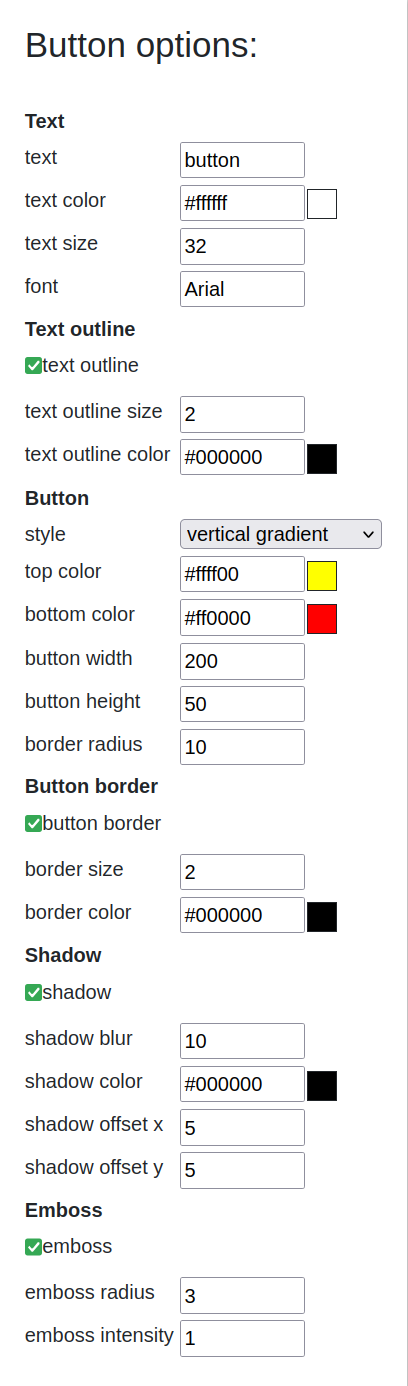 Button options:
Text
text button
text color #ffffff
text size 32
font Arial
Text outline
text outline
text outline size 2
text outline color #000000
Button
style vertical gradient
top color #ffff00
bottom color #ff0000
button width 200
button height 50
border radius 10
Button border
button border
border size 2
border color #000000
Shadow
shadow
shadow blur 10
shadow color #000000
shadow offset x 5
shadow offset y 5
Emboss
emboss
emboss radius 3
emboss intensity 1